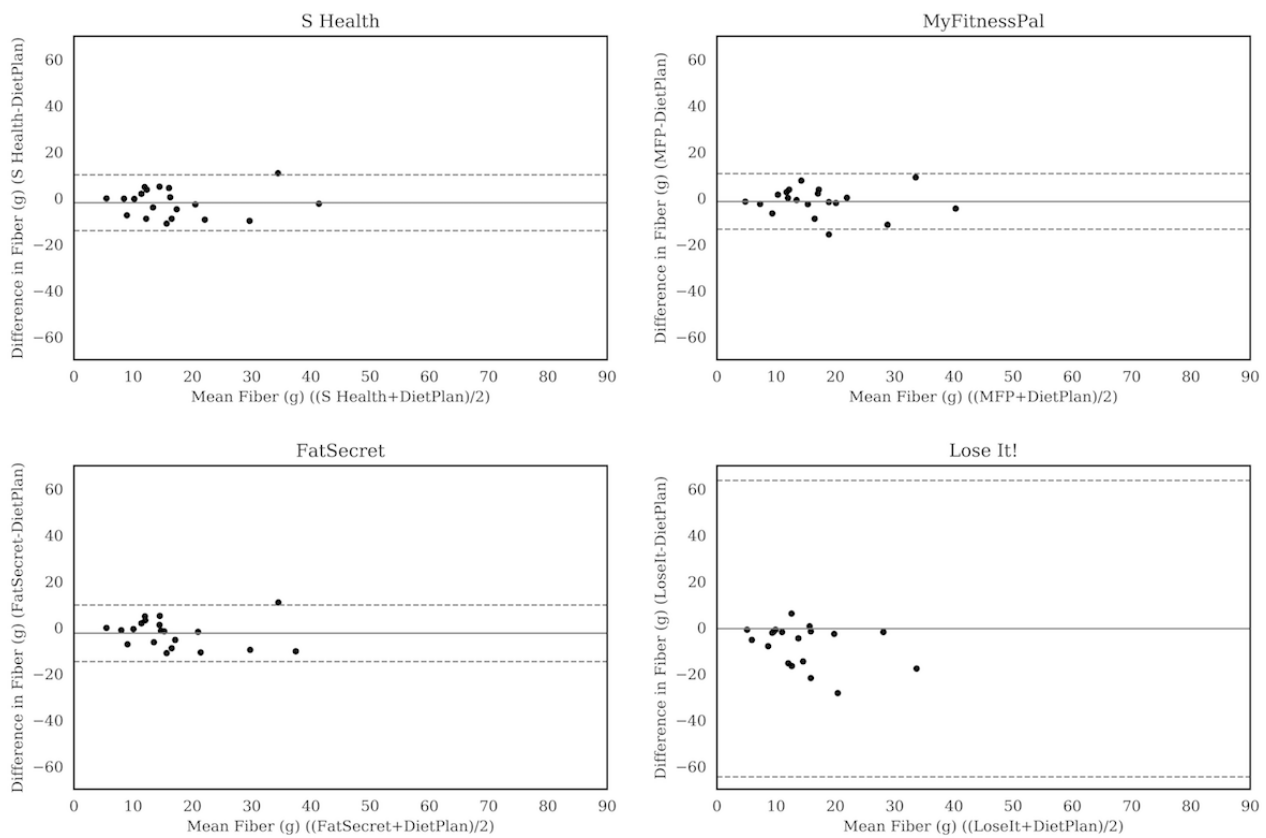 S Health
Difference in Fiber (g) (S Health-DietPlan)
60
40
20
0
−20
−40
−60
0 10 20 30 40 50 60 70 80 90
Mean Fiber (g) ((S Health+DietPlan)/2)
MyFitnessPal
Difference in Fiber (g) (MFP-DietPlan)
60
40
20
0
−20
−40
−60
0 10 20 30 40 50 60 70 80 90
Mean Fiber (g) ((MFP+DietPlan)/2)
FatSecret
Difference in Fiber (g) (FatSecret-DietPlan)
60
40
20
0
−20
−40
−60
0 10 20 30 40 50 60 70 80 90
Mean Fiber (g) ((FatSecret+DietPlan)/2)
Lose It!
Difference in Fiber (g) (LoseIt-DietPlan)
60
40
20
0
−20
−40
−60
0 10 20 30 40 50 60 70 80 90
Mean Fiber (g) ((LoseIt+DietPlan)/2)